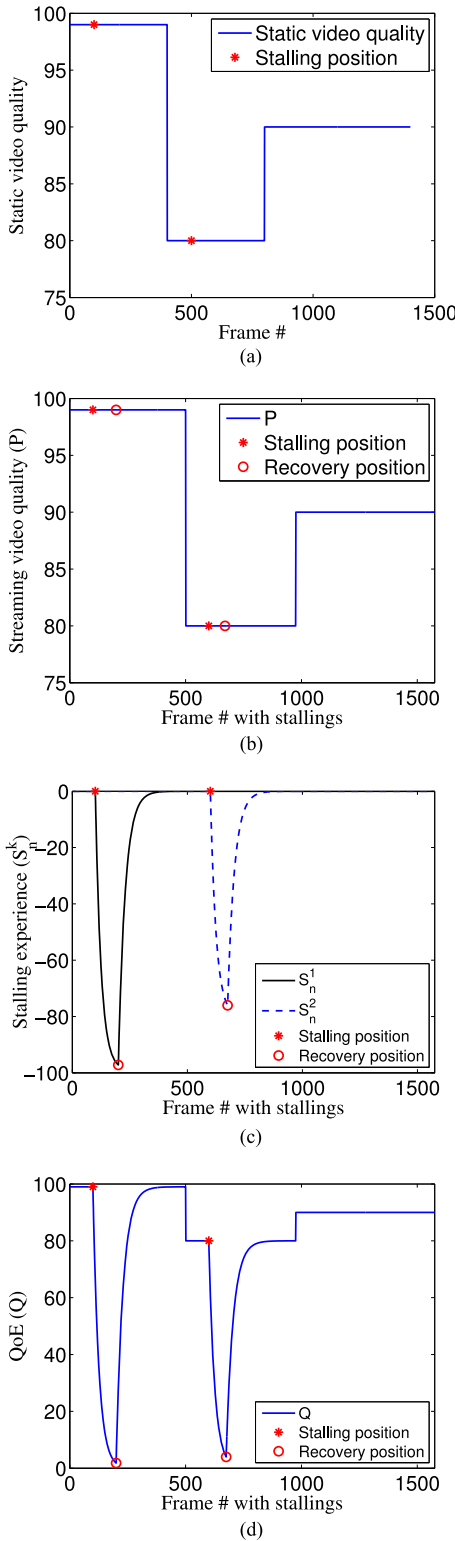 100
95
90
85
80
75
Static video quality
Static video quality
Stalling position
0
500
1000
1500
Frame #
(a)
100
95
90
85
80
75
Streaming video quality (P)
P
Stalling position
Recovery position
0
500
1000
1500
Frame # with stallings
(b)
0
−20
−40
−60
−80
−100
Stalling experience (S_n^k)
S_n^1
S_n^2
Stalling position
Recovery position
0
500
1000
1500
Frame # with stallings
(c)
100
80
60
40
20
0
QoE (Q)
Q
Stalling position
Recovery position
0
500
1000
1500
Frame # with stallings
(d)